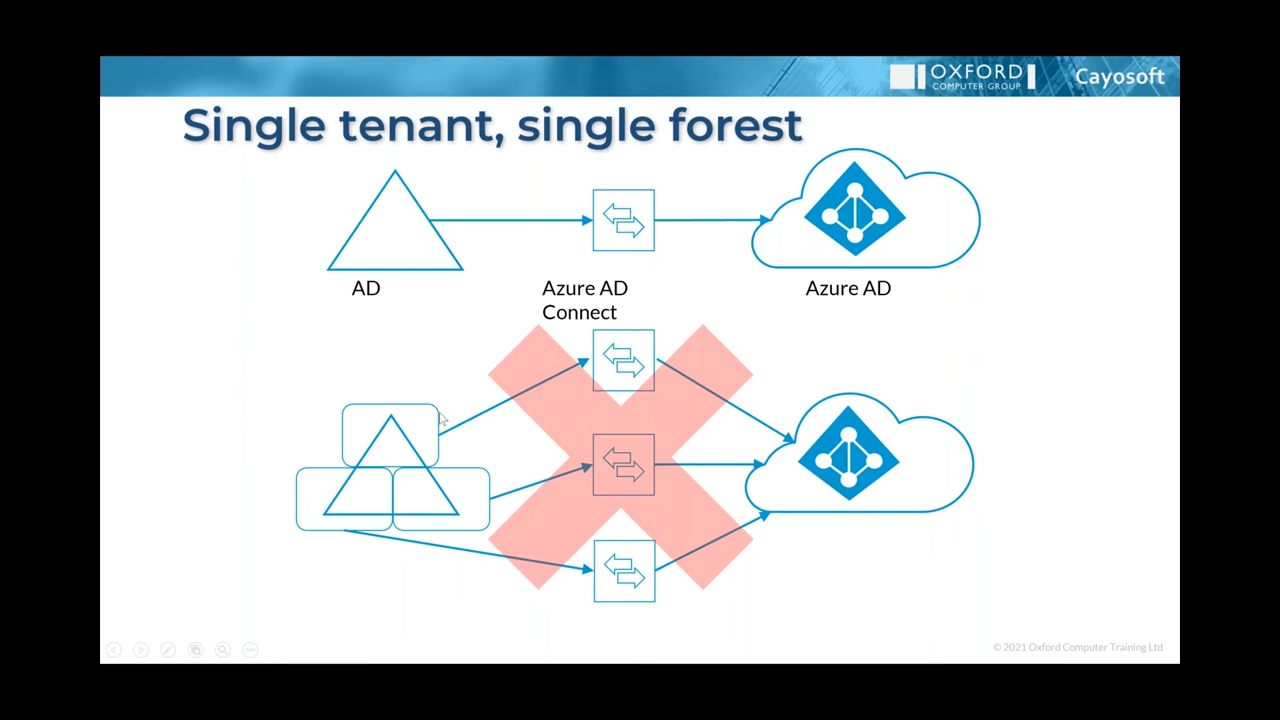 OXFORD
COMPUTER GROUP
Cayosoft
Single tenant, single forest
AD
Azure AD
Connect
Azure AD
© 2021 Oxford Computer Training Ltd